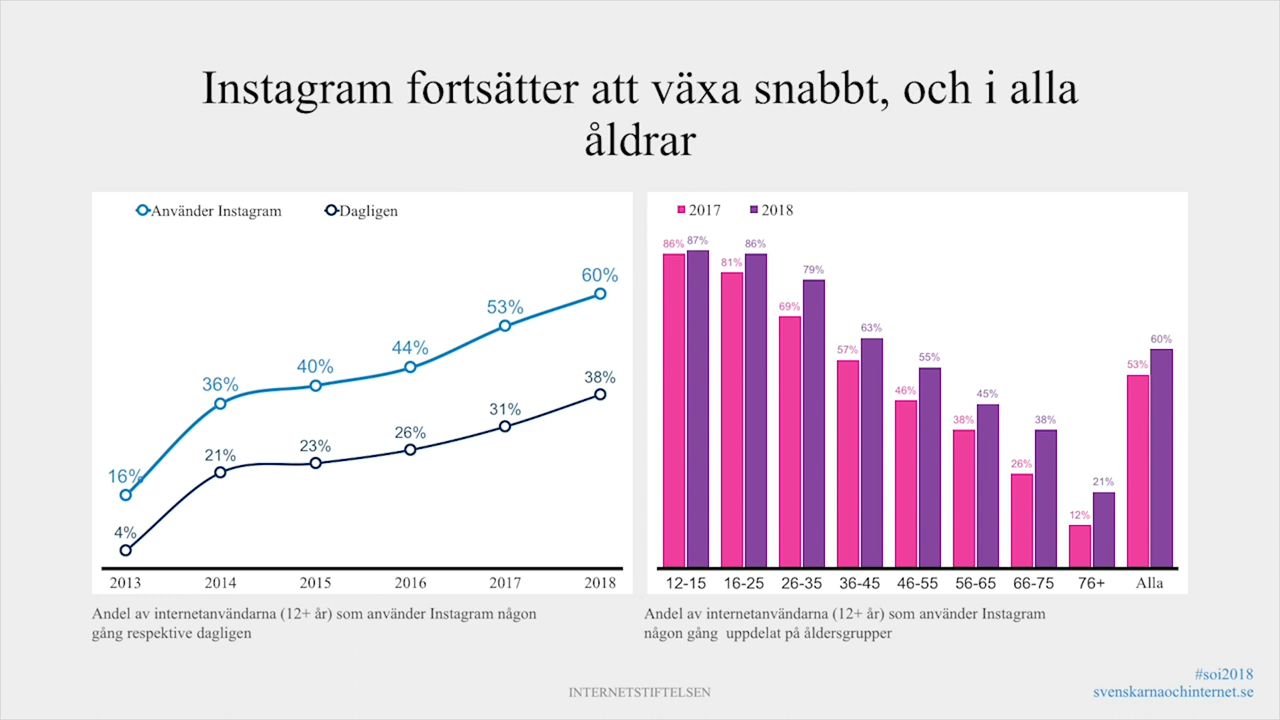 Instagram fortsätter att växa snabbt, och i alla
åldrar
Använder Instagram Dagligen
60%
53%
44%
40%
36%
16%
38%
31%
26%
23%
21%
4%
2013 2014 2015 2016 2017 2018
Andel av internetanvändarna (12+ år) som använder Instagram någon
gång respektive dagligen
2017 2018
86% 87%
81% 86%
69% 79%
57% 63%
46% 55%
38% 45%
26% 38%
12% 21%
53% 60%
12-15 16-25 26-35 36-45 46-55 56-65 66-75 76+ Alla
Andel av internetanvändarna (12+ år) som använder Instagram
någon gång uppdelat på åldersgrupper
#soi2018
INTERNETSTIFTELSEN
svenskarnaochinternet.se